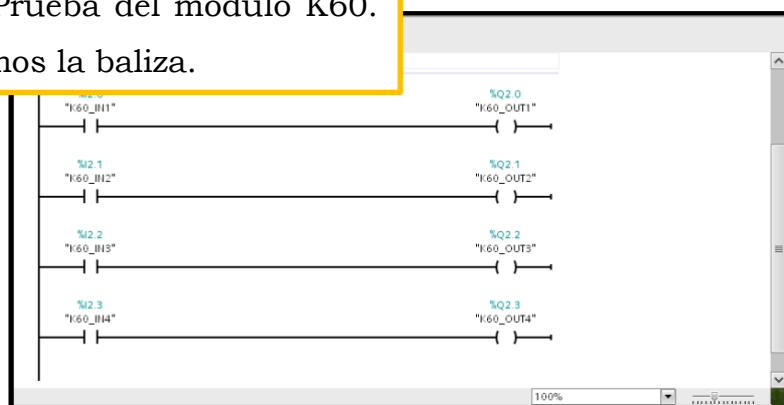 Prueba del modulo K60.
nos la baliza.
%Q2.0
"K60_IN1" "K60_OUT1"
%I2.1 %Q2.1
"K60_IN2" "K60_OUT2"
%I2.2 %Q2.2
"K60_IN3" "K60_OUT3"
%I2.3 %Q2.3
"K60_IN4" "K60_OUT4"
100%